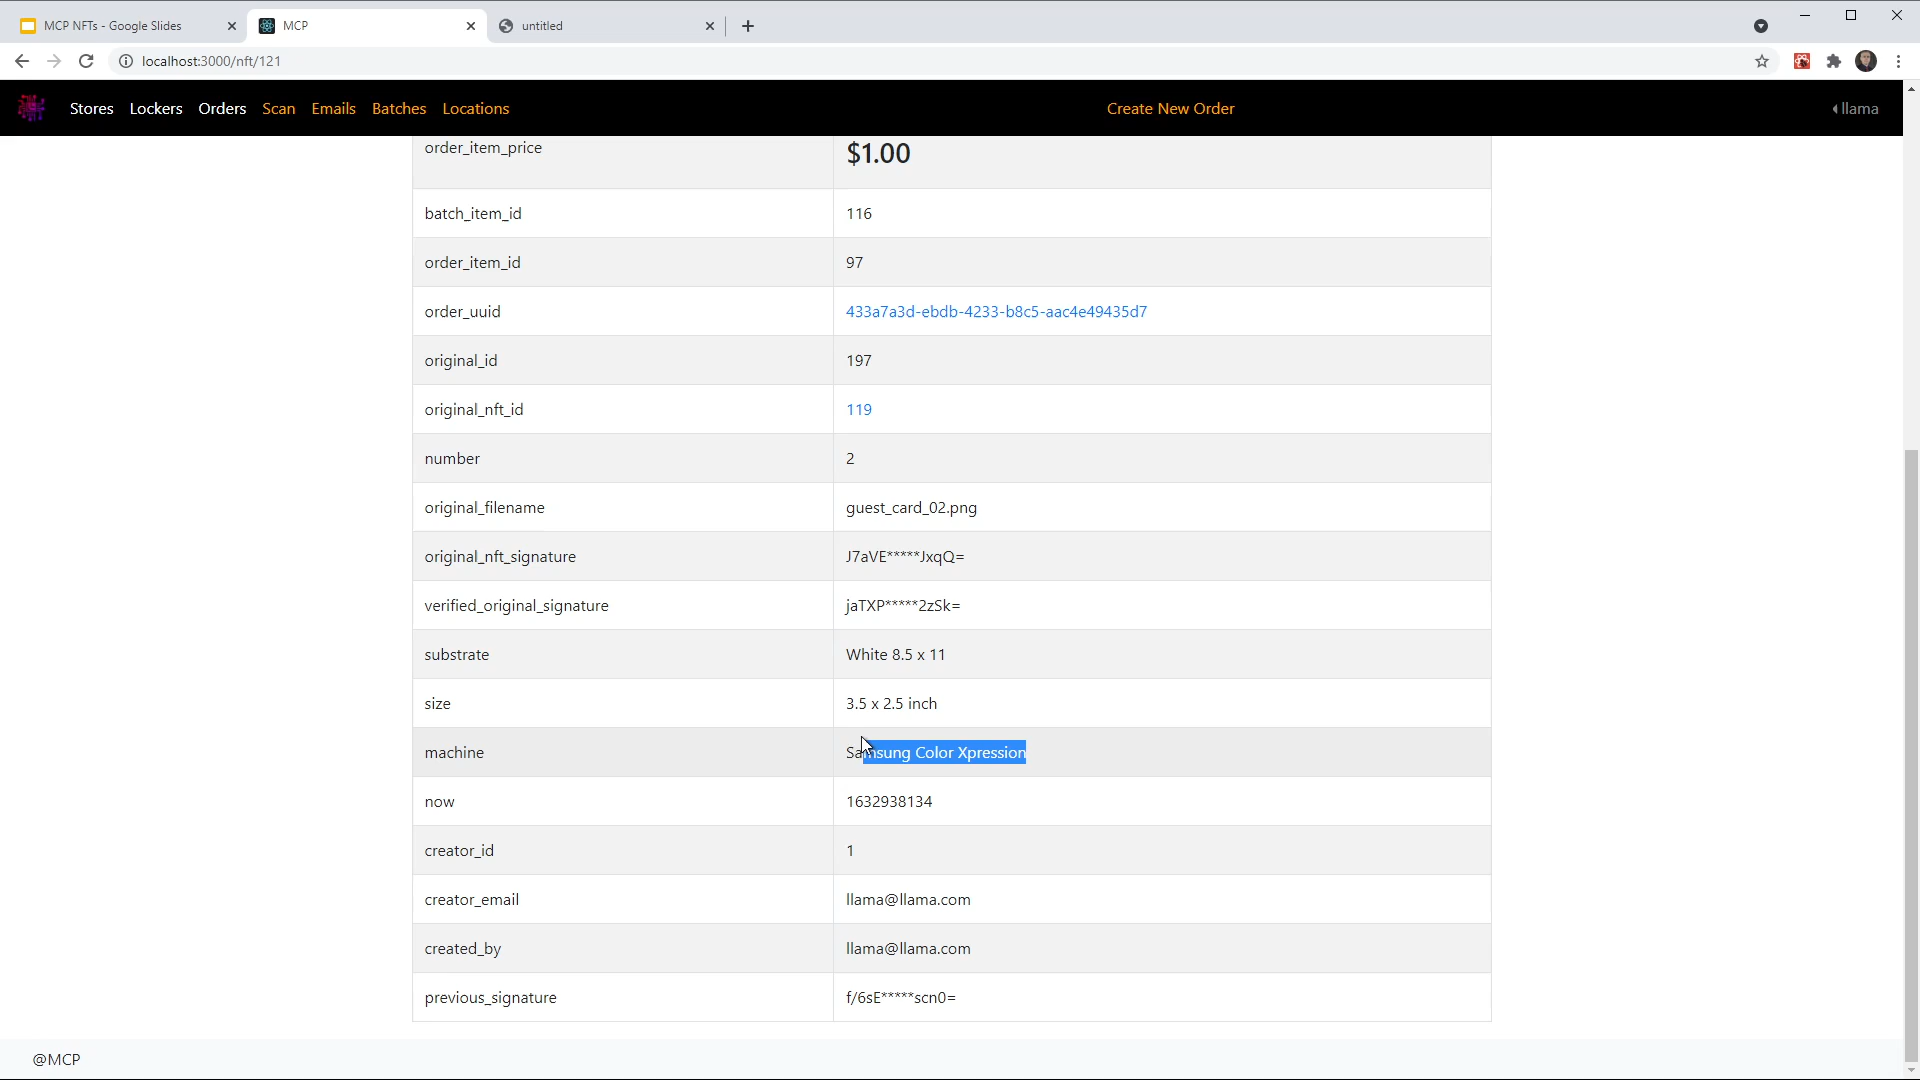 MCP NFTs - Google Slides
MCP
untitled
localhost:3000/nft/121
Stores Lockers Orders Scan Emails Batches Locations Create New Order llama
order_item_price $1.00
batch_item_id 116
order_item_id 97
order_uuid 433a7a3d-ebdb-4233-b8c5-aac4e49435d7
original_id 197
original_nft_id 119
number 2
original_filename guest_card_02.png
original_nft_signature J7aVE*****JxqQ=
verified_original_signature jaTXP*****2zSk=
substrate White 8.5 x 11
size 3.5 x 2.5 inch
machine Samsung Color Xpression
now 1632938134
creator_id 1
creator_email llama@llama.com
created_by llama@llama.com
previous_signature f/6sE*****scn0=
@MCP